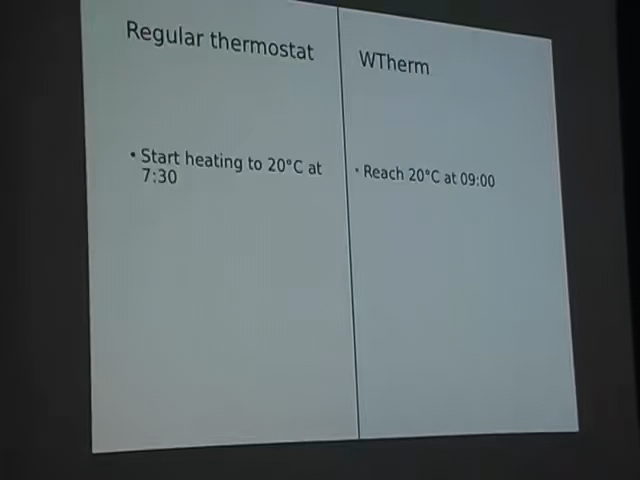 Regular thermostat
• Start heating to 20°C at
7:30
WTherm
• Reach 20°C at 09:00